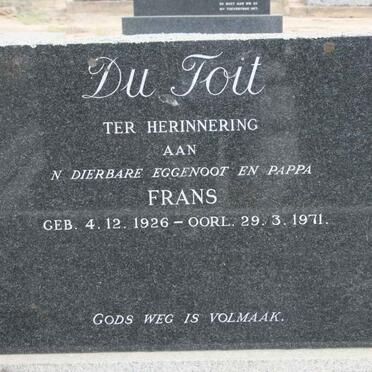 Du Toit
TER HERINNERING
AAN
N DIERBARE EGGENOOT EN PAPPA
FRANS
GEB. 4. 12. 1926 – OORL. 29. 3. 1971.
GODS WEG IS VOLMAAK.